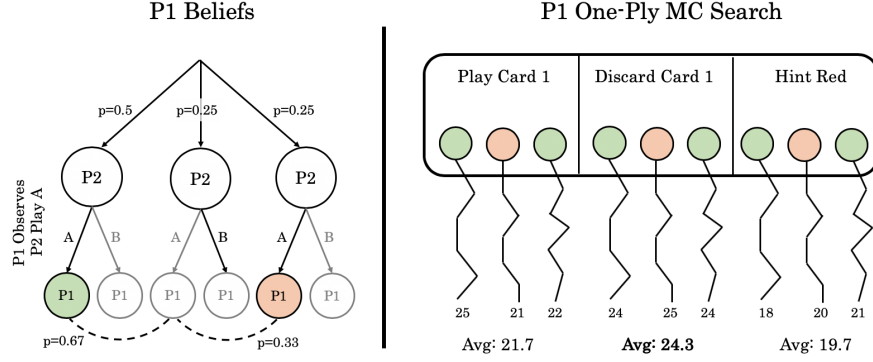 P1 Beliefs
p=0.5
p=0.25
p=0.25
P2
P2
P2
P1 Observes
P2 Play A
A
B
A
B
A
B
P1
P1
P1
P1
P1
P1
p=0.67
p=0.33
P1 One-Ply MC Search
Play Card 1
Discard Card 1
Hint Red
25
21
22
24
25
24
18
20
21
Avg: 21.7
Avg: 24.3
Avg: 19.7